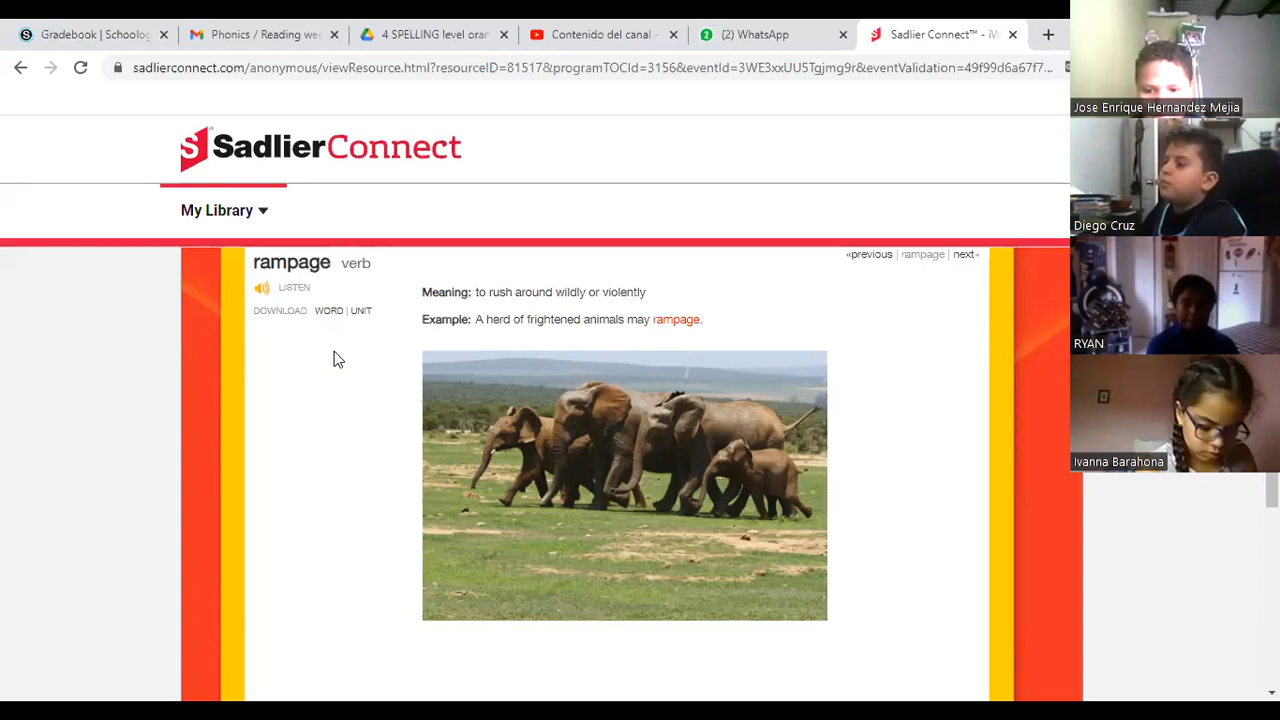 Gradebook | Schoolog
Phonics / Reading wee
4 SPELLING level oran
Contenido del canal -
(2) WhatsApp
Sadlier Connect™ - iW
sadlierconnect.com/anonymous/viewResource.html?resourceID=81517&programTOCId=3156&eventId=3WE3xxUU5Tgjmg9r&eventValidation=49f99d6a67f7...
Jose Enrique Hernandez Mejia
SadlierConnect
My Library
Diego Cruz
rampage verb
«previous | rampage | next»
LISTEN
Meaning: to rush around wildly or violently
DOWNLOAD WORD | UNIT
Example: A herd of frightened animals may rampage.
RYAN
Ivanna Barahona